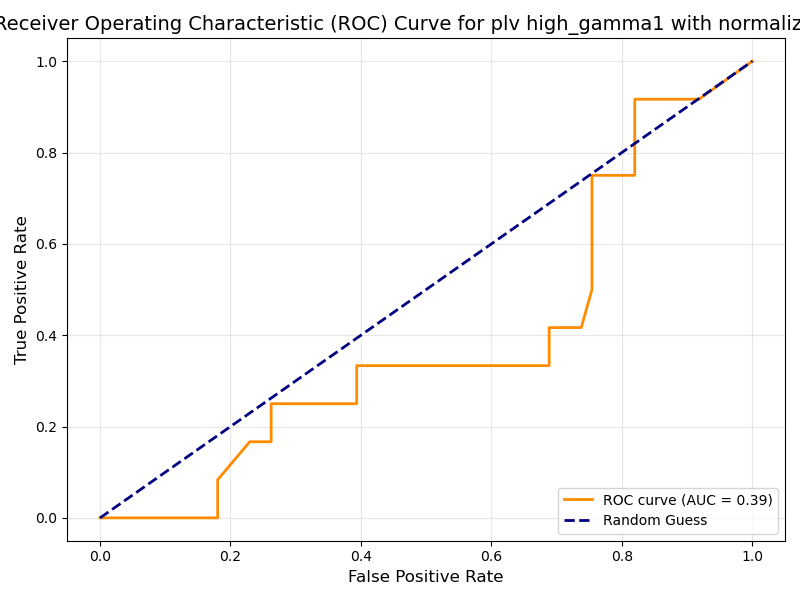 Receiver Operating Characteristic (ROC) Curve for plv high_gamma1 with normaliz
1.0
0.8
0.6
0.4
0.2
0.0
True Positive Rate
ROC curve (AUC = 0.39)
Random Guess
0.0 0.2 0.4 0.6 0.8 1.0
False Positive Rate